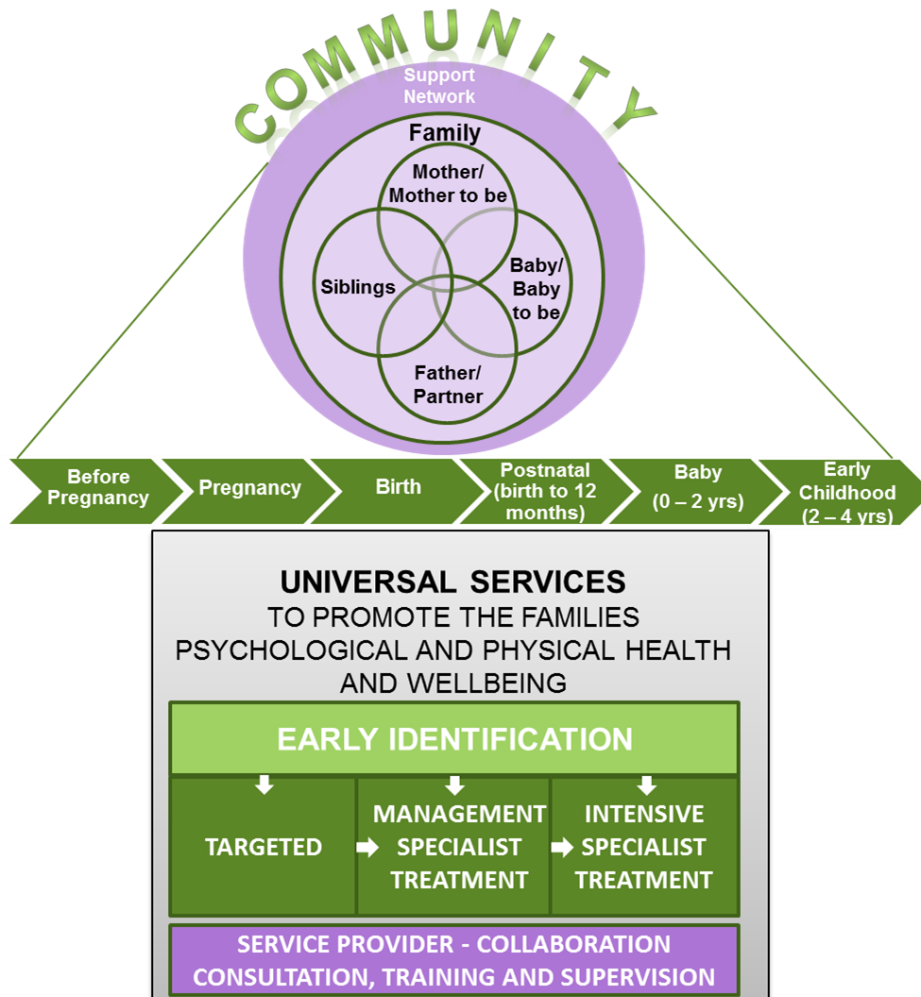 COMMUNITY
Support
Network
Family
Mother/
Mother to be
Siblings
Baby/
Baby
to be
Father/
Partner
Before
Pregnancy
Pregnancy
Birth
Postnatal
(birth to 12
months)
Baby
(0 – 2 yrs)
Early
Childhood
(2 – 4 yrs)
UNIVERSAL SERVICES
TO PROMOTE THE FAMILIES
PSYCHOLOGICAL AND PHYSICAL HEALTH
AND WELLBEING
EARLY IDENTIFICATION
TARGETED
MANAGEMENT
SPECIALIST
TREATMENT
INTENSIVE
SPECIALIST
TREATMENT
SERVICE PROVIDER - COLLABORATION
CONSULTATION, TRAINING AND SUPERVISION